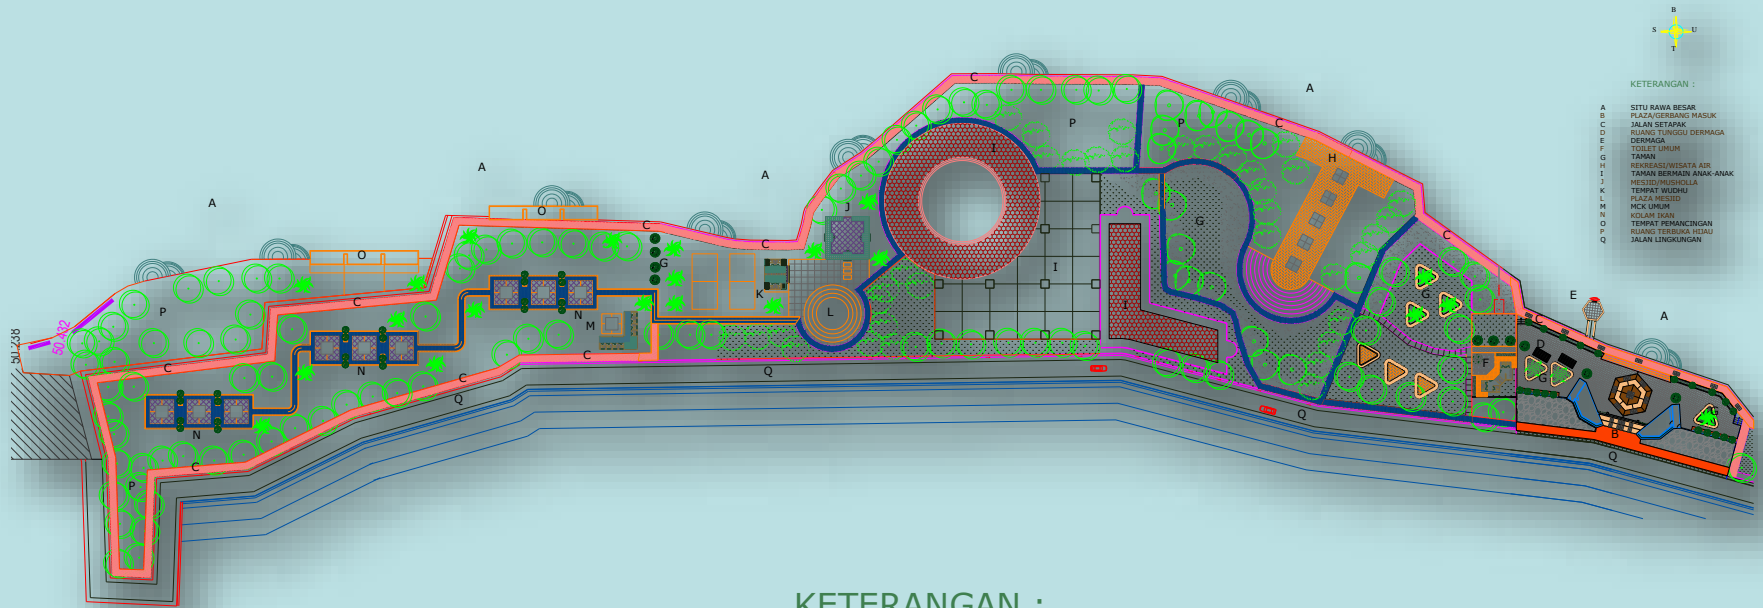 B
S U
T
KETERANGAN :
A SITU RAWA BESAR
B PLAZA/GERBANG MASUK
C JALAN SETAPAK
D RUANG TUNGGU DERMAGA
E DERMAGA
F TOILET UMUM
G TAMAN
H REKREASI/WISATA AIR
I TAMAN BERMAIN ANAK-ANAK
J MESJID/MUSHOLLA
K TEMPAT WUDHU
L PLAZA MESJID
M MCK UMUM
N KOLAM IKAN
O TEMPAT PEMANCINGAN
P RUANG TERBUKA HIJAU
Q JALAN LINGKUNGAN
C
A
A
P
P
C
I
H
A
A
A
O
J
G
C
C
C
O
G
I
K
E
A
C
P
L
N
M
G
C
D
I
C
F
C
N
Q
G
C
Q
Q
G
N
B
Q
C
P
50.432
KETERANGAN :